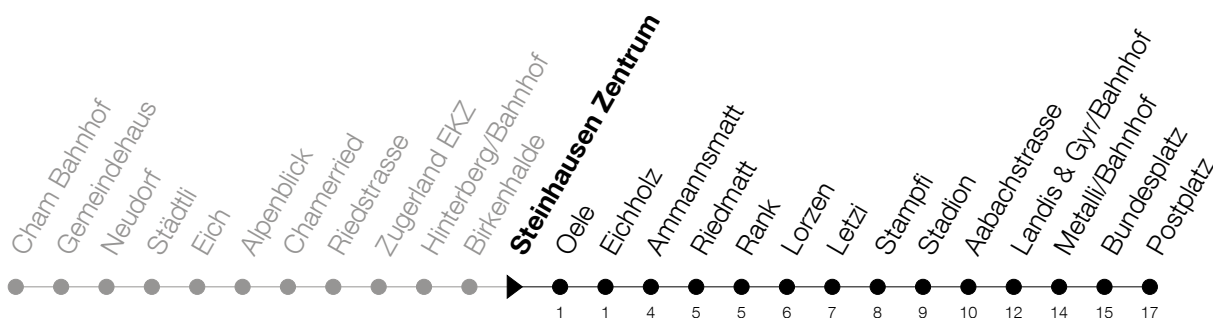 Cham Bahnhof
Gemeindehaus
Neudorf
Städtli
Eich
Alpenblick
Chamerried
Riedstrasse
Zugerland EKZ
Hinterberg/Bahnhof
Birkenhalde
Steinhausen Zentrum
Oele
Eichholz
Ammannsmatt
Riedmatt
Rank
Lorzen
Letzi
Stampfi
Stadion
Aabachstrasse
Landis & Gyr/Bahnhof
Metalli/Bahnhof
Bundesplatz
Postplatz
1 1 4 5 5 6 7 8 9 10 12 14 15 17